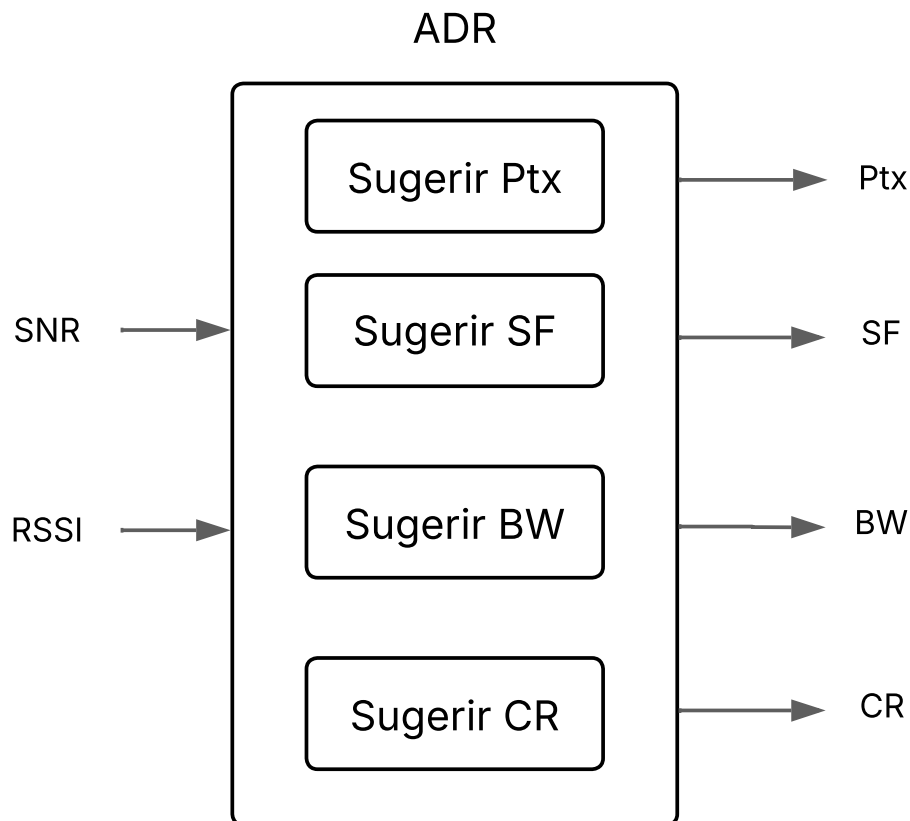 ADR
Sugerir Ptx
Ptx
SNR
Sugerir SF
SF
RSSI
Sugerir BW
BW
Sugerir CR
CR